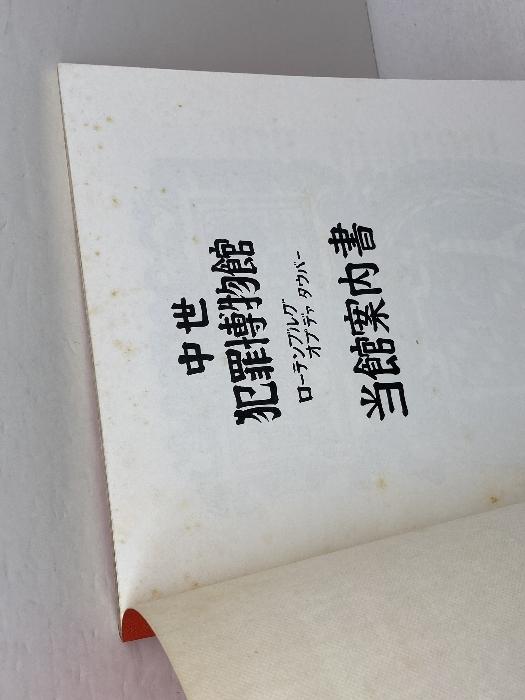 中世
犯罪博物館
ローテンブルグ
オブデァ タウバー
当館案内書